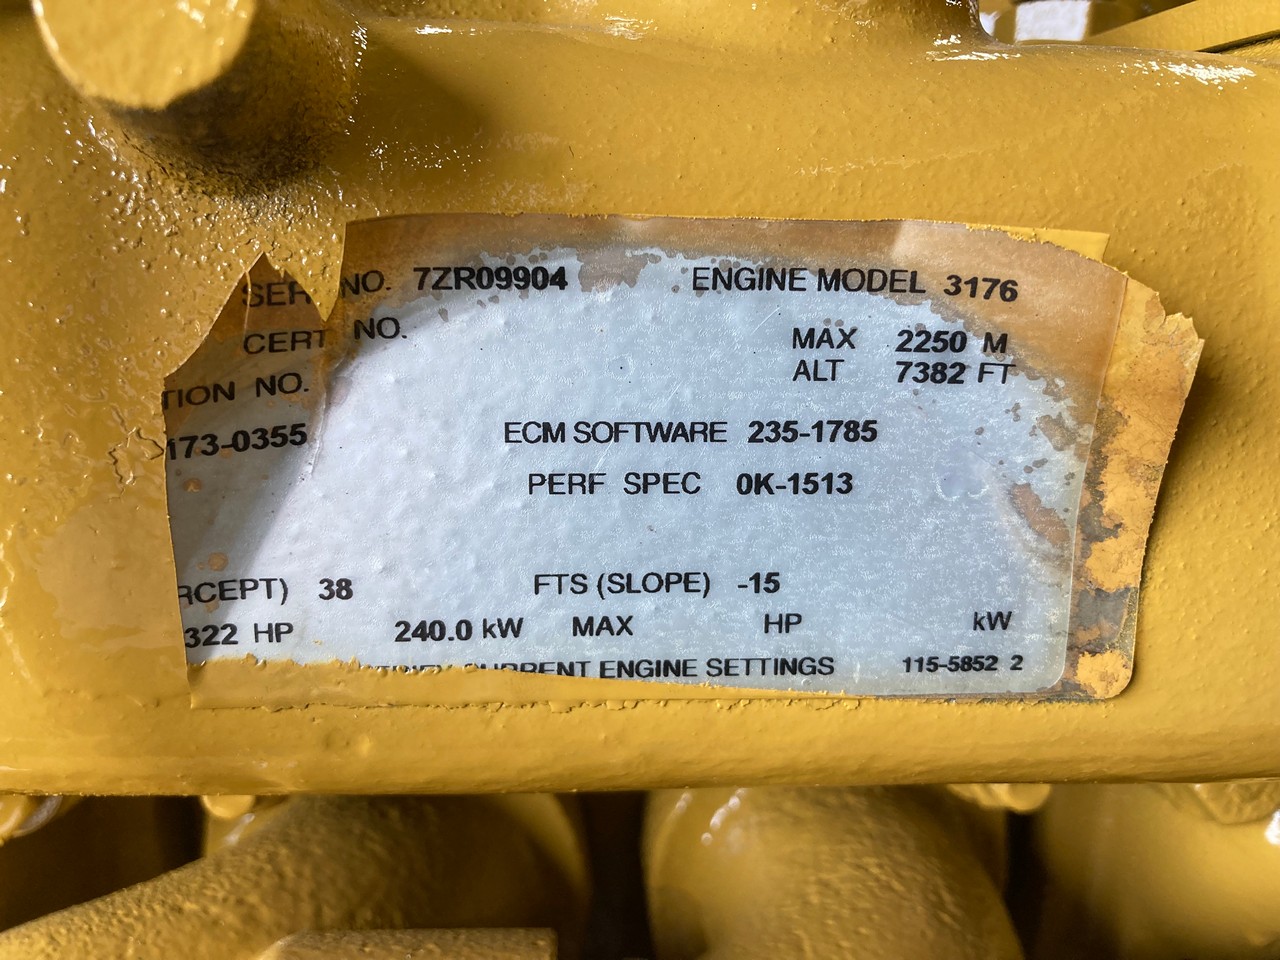 SER NO. 7ZR09904 ENGINE MODEL 3176
CERT NO. MAX 2250 M
TION NO. ALT 7382 FT
173-0355 ECM SOFTWARE 235-1785
PERF SPEC 0K-1513
RCEPT) 38 FTS (SLOPE) -15
322 HP 240.0 kW MAX HP kW
CURRENT ENGINE SETTINGS 115-5852 2